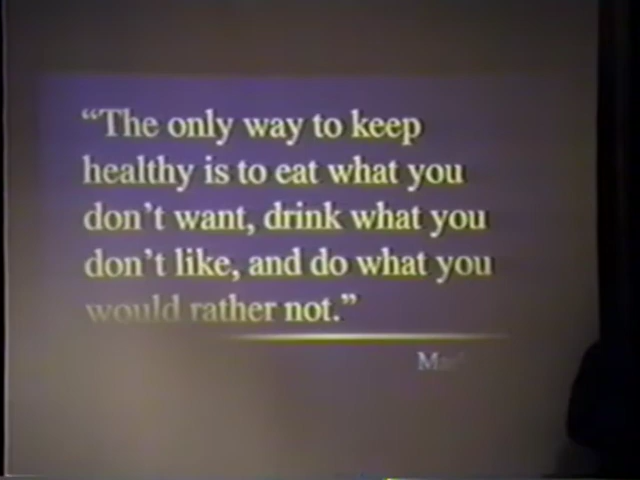 “The only way to keep
healthy is to eat what you
don’t want, drink what you
don’t like, and do what you
would rather not.”